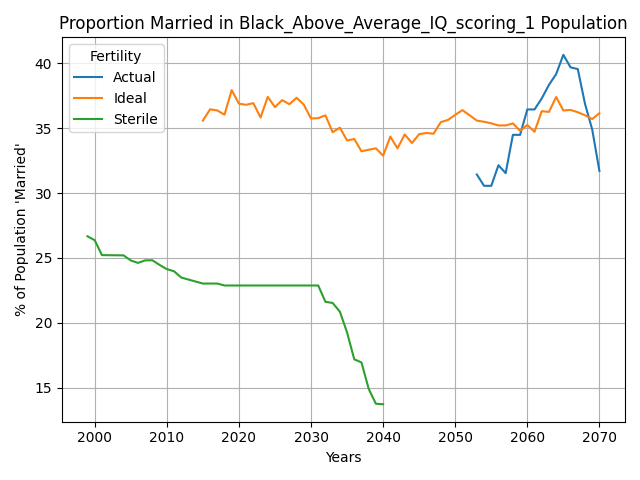 Proportion Married in Black_Above_Average_IQ_scoring_1 Population
Fertility
Actual
Ideal
Sterile
% of Population 'Married'
40
35
30
25
20
15
2000 2010 2020 2030 2040 2050 2060 2070
Years